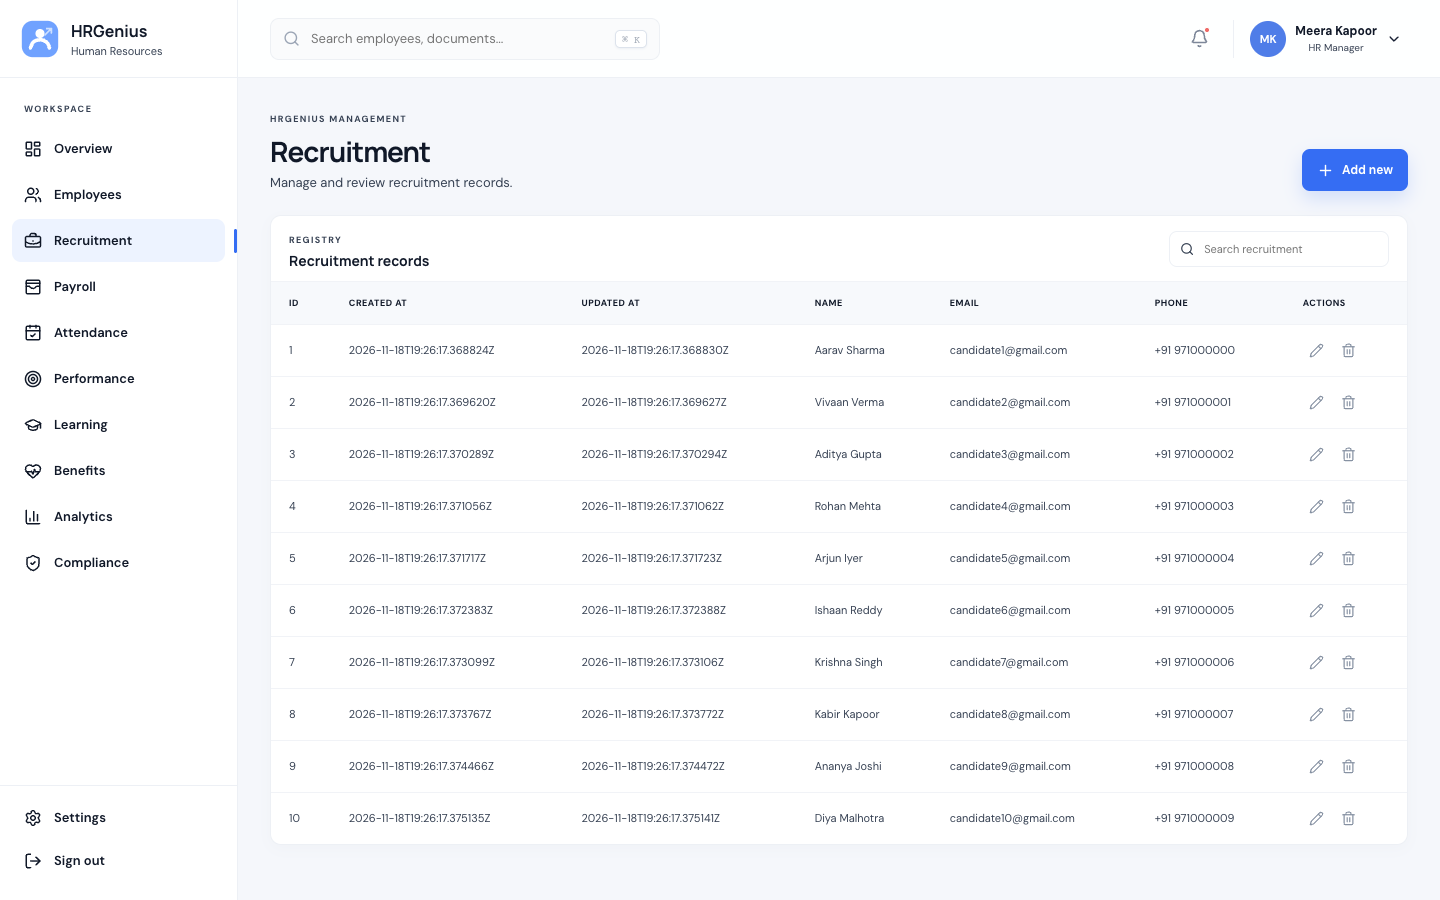 HRGenius
Human Resources
Search employees, documents...
⌘ K
MK
Meera Kapoor
HR Manager
WORKSPACE
Overview
Employees
Recruitment
Payroll
Attendance
Performance
Learning
Benefits
Analytics
Compliance
Settings
Sign out
HRGENIUS MANAGEMENT
Recruitment
Manage and review recruitment records.
Add new
REGISTRY
Recruitment records
Search recruitment
ID CREATED AT UPDATED AT NAME EMAIL PHONE ACTIONS
1 2026-11-18T19:26:17.368824Z 2026-11-18T19:26:17.368830Z Aarav Sharma candidate1@gmail.com +91 971000000
2 2026-11-18T19:26:17.369620Z 2026-11-18T19:26:17.369627Z Vivaan Verma candidate2@gmail.com +91 971000001
3 2026-11-18T19:26:17.370289Z 2026-11-18T19:26:17.370294Z Aditya Gupta candidate3@gmail.com +91 971000002
4 2026-11-18T19:26:17.371056Z 2026-11-18T19:26:17.371062Z Rohan Mehta candidate4@gmail.com +91 971000003
5 2026-11-18T19:26:17.371717Z 2026-11-18T19:26:17.371723Z Arjun Iyer candidate5@gmail.com +91 971000004
6 2026-11-18T19:26:17.372383Z 2026-11-18T19:26:17.372388Z Ishaan Reddy candidate6@gmail.com +91 971000005
7 2026-11-18T19:26:17.373099Z 2026-11-18T19:26:17.373106Z Krishna Singh candidate7@gmail.com +91 971000006
8 2026-11-18T19:26:17.373767Z 2026-11-18T19:26:17.373772Z Kabir Kapoor candidate8@gmail.com +91 971000007
9 2026-11-18T19:26:17.374466Z 2026-11-18T19:26:17.374472Z Ananya Joshi candidate9@gmail.com +91 971000008
10 2026-11-18T19:26:17.375135Z 2026-11-18T19:26:17.375141Z Diya Malhotra candidate10@gmail.com +91 971000009